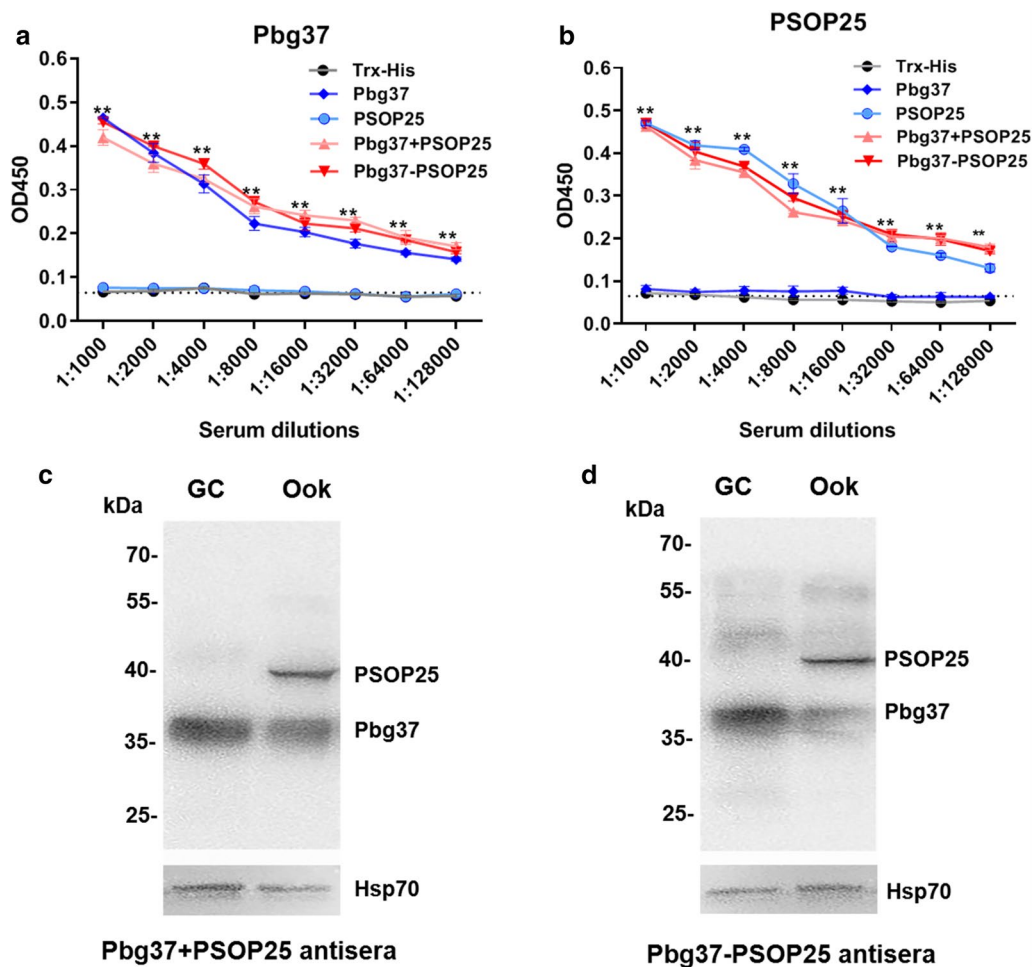 a
Pbg37
Trx-His
Pbg37
PSOP25
Pbg37+PSOP25
Pbg37-PSOP25
OD450
0.6
0.5
0.4
0.3
0.2
0.1
0.0
** ** ** ** ** ** ** **
1:1000 1:2000 1:4000 1:8000 1:16000 1:32000 1:64000 1:128000
Serum dilutions
b
PSOP25
Trx-His
Pbg37
PSOP25
Pbg37+PSOP25
Pbg37-PSOP25
OD450
0.6
0.5
0.4
0.3
0.2
0.1
0.0
** ** ** ** ** ** ** **
1:1000 1:2000 1:4000 1:8000 1:16000 1:32000 1:64000 1:128000
Serum dilutions
c
GC Ook
kDa
70-
55-
40- PSOP25
Pbg37
35-
25-
Hsp70
Pbg37+PSOP25 antisera
d
GC Ook
kDa
70-
55-
40- PSOP25
Pbg37
35-
25-
Hsp70
Pbg37-PSOP25 antisera